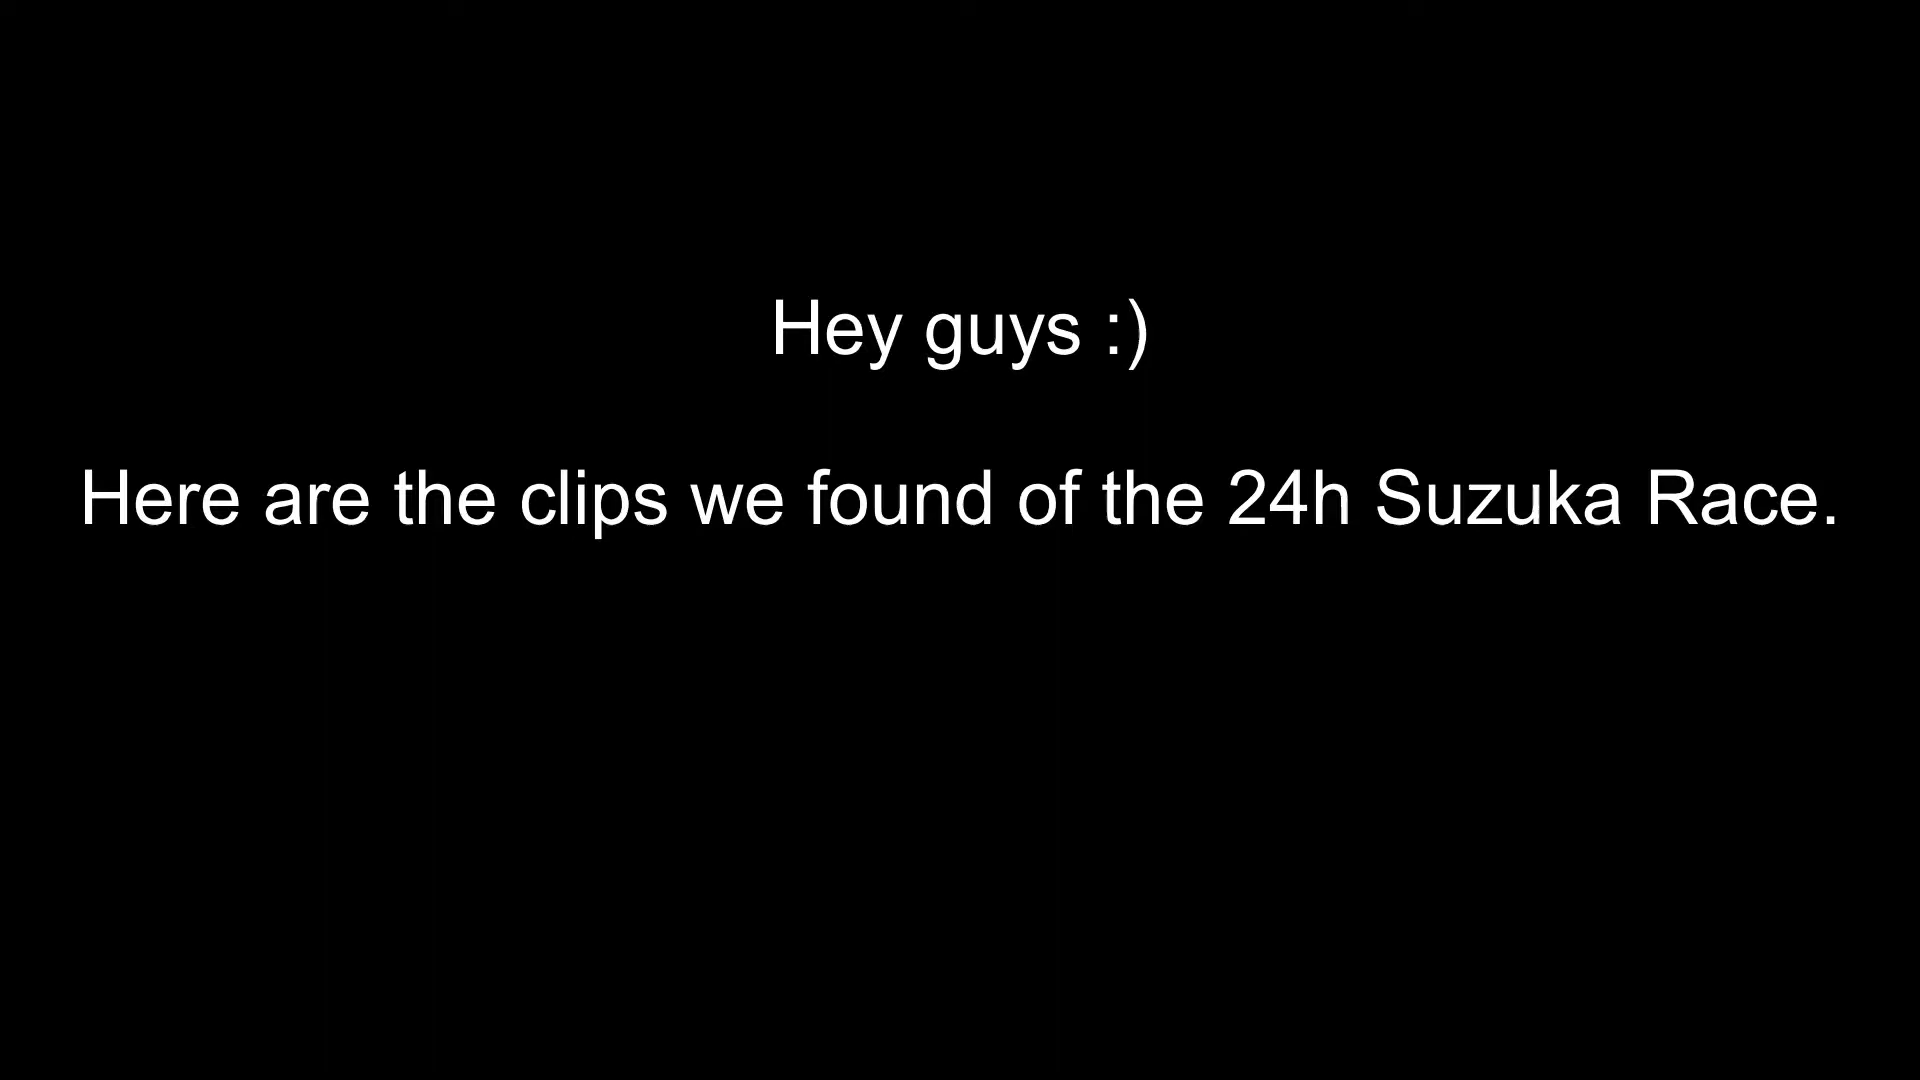 Hey guys :)
Here are the clips we found of the 24h Suzuka Race.